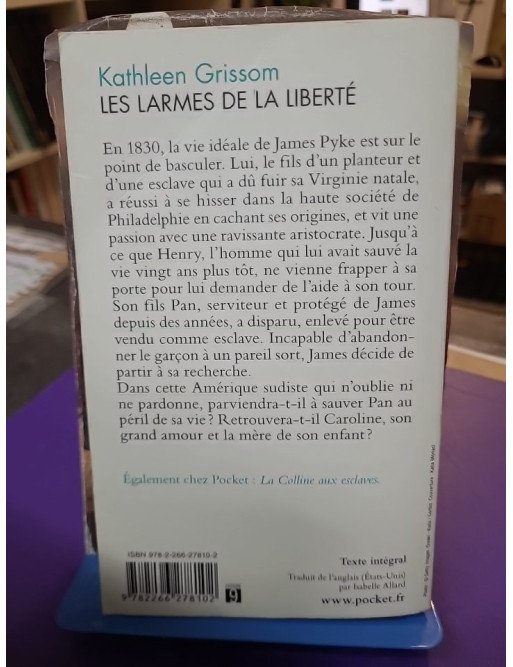 Kathleen Grissom
LES LARMES DE LA LIBERTÉ
En 1830, la vie idéale de James Pyke est sur le
point de basculer. Lui, le fils d'un planteur et
d'une esclave qui a dû fuir sa Virginie natale,
a réussi à se hisser dans la haute société de
Philadelphie en cachant ses origines, et vit une
passion avec une ravissante aristocrate. Jusqu'à
ce que Henry, l'homme qui lui avait sauvé la
vie vingt ans plus tôt, ne vienne frapper à sa
porte pour lui demander de l'aide à son tour.
Son fils Pan, serviteur et protégé de James
depuis des années, a disparu, enlevé pour être
vendu comme esclave. Incapable d'abandon-
ner le garçon à un pareil sort, James décide de
partir à sa recherche.
Dans cette Amérique sudiste qui n'oublie ni
ne pardonne, parviendra-t-il à sauver Pan au
péril de sa vie ? Retrouvera-t-il Caroline, son
grand amour et la mère de son enfant ?
Également chez Pocket : La Colline aux esclaves.
ISBN 978-2-266-27810-2
9 782266 278102
9
Texte intégral
Traduit de l'anglais (États-Unis)
par Isabelle Allard
www.pocket.fr